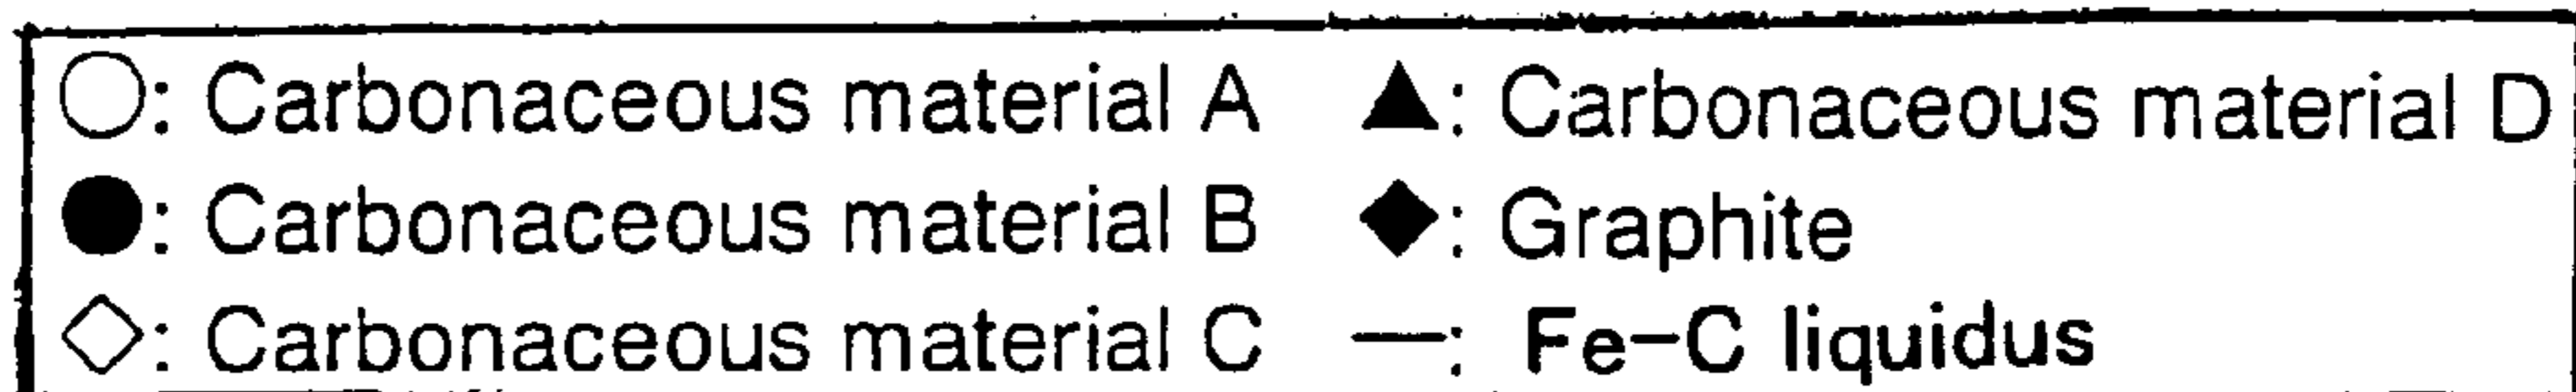 ○: Carbonaceous material A ▲: Carbonaceous material D
●: Carbonaceous material B ◆: Graphite
◇: Carbonaceous material C —: Fe-C liquidus